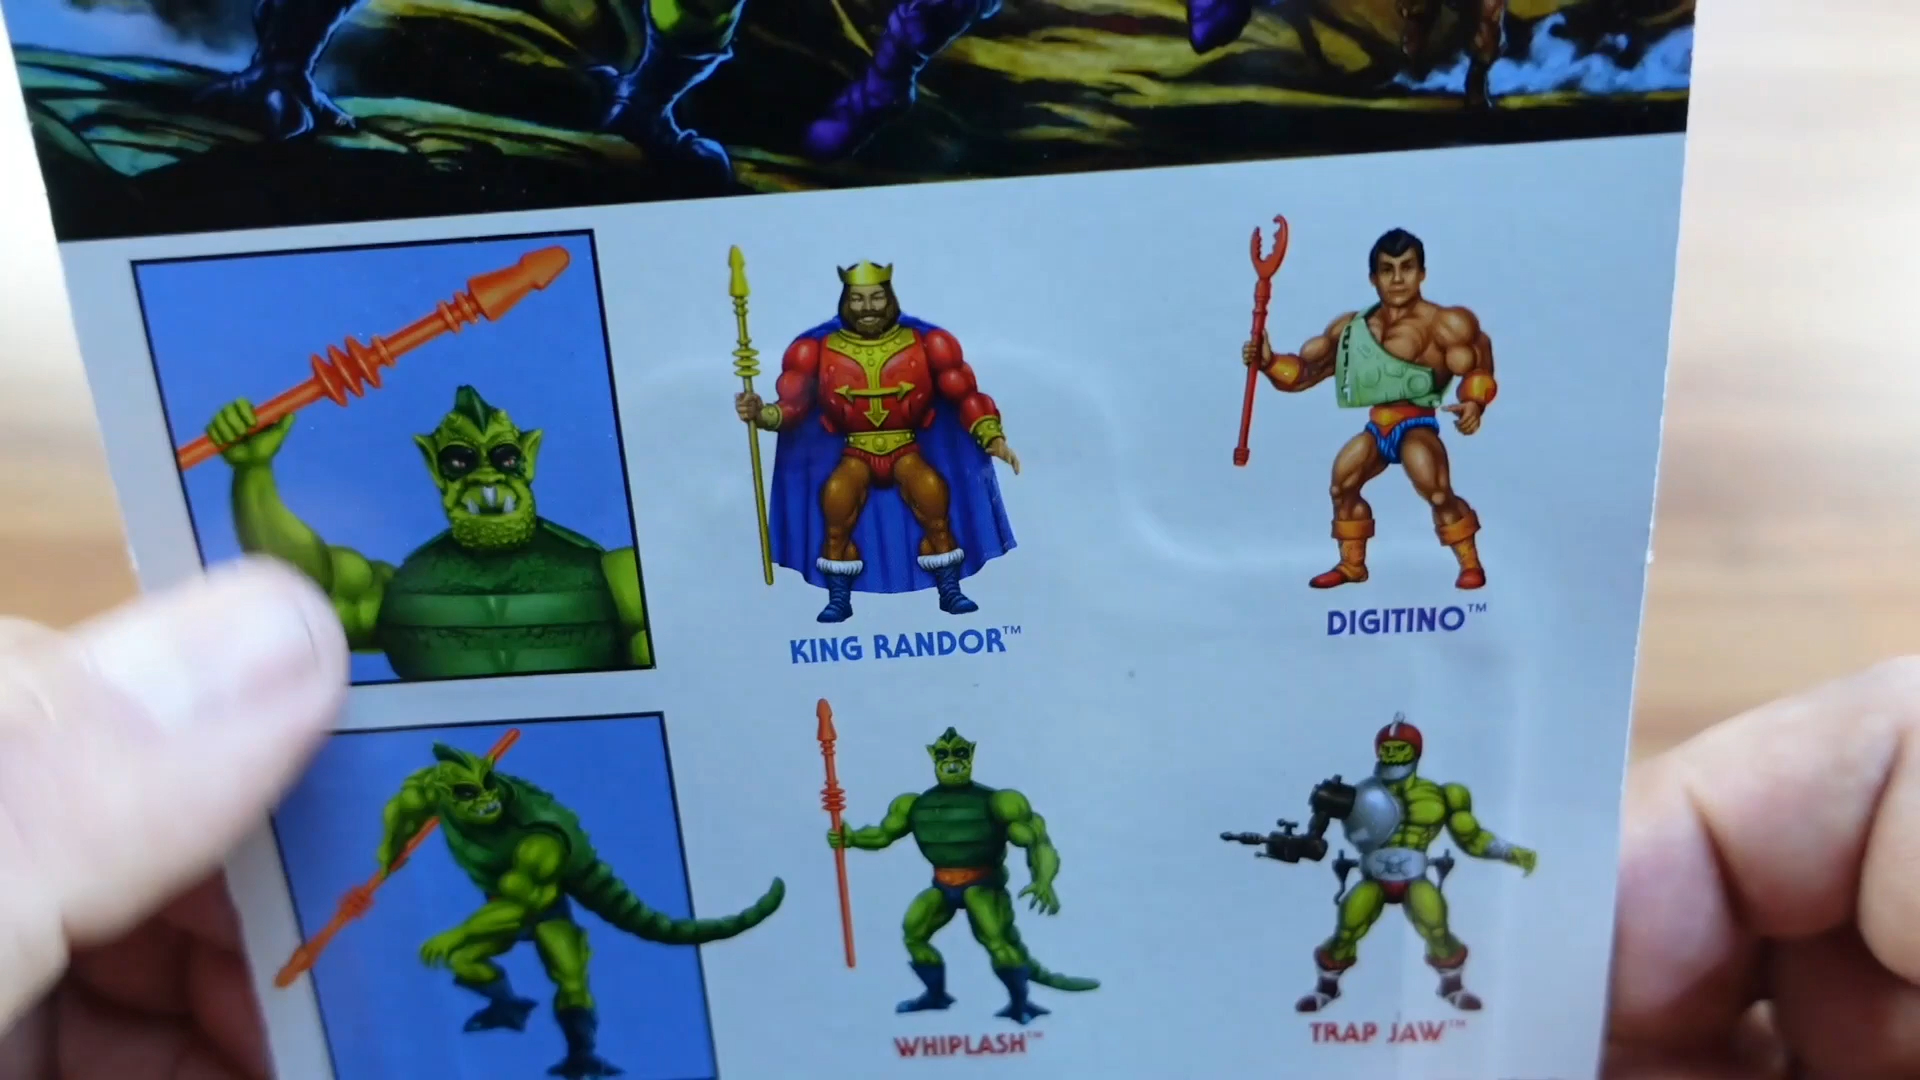 KING RANDOR™
DIGITINO™
WHIPLASH™
TRAP JAW™